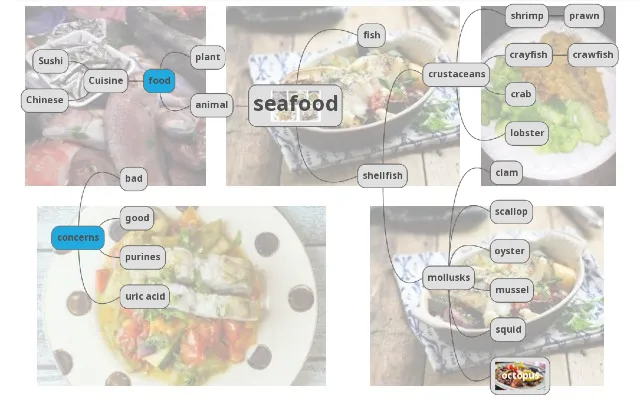 shrimp
prawn
fish
plant
Sushi
crayfish
crawfish
Cuisine
food
crustaceans
Chinese
animal
seafood
crab
lobster
clam
shellfish
bad
scallop
good
concerns
oyster
purines
mollusks
mussel
uric acid
squid
octopus